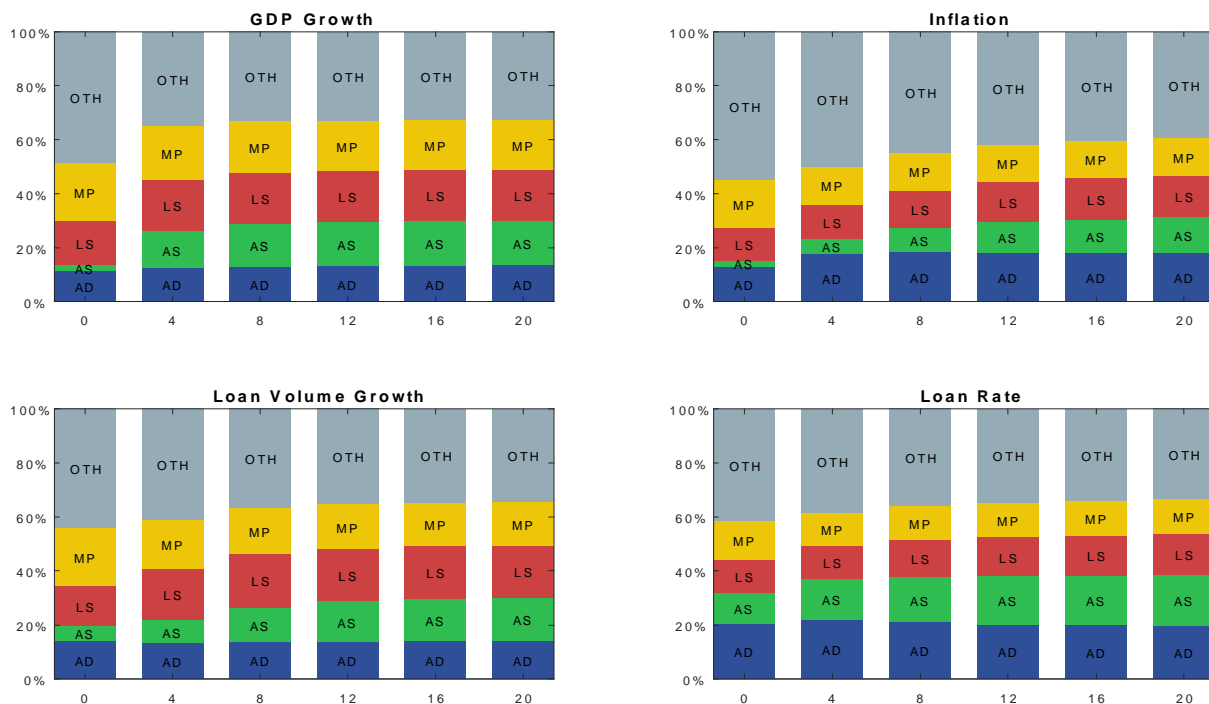 GDP Growth
100%
80%
60%
40%
20%
0%
OTH OTH OTH OTH OTH OTH
MP MP MP MP MP MP
LS LS LS LS LS LS
AS AS AS AS AS AS
AD AD AD AD AD AD
0 4 8 12 16 20
Inflation
100%
80%
60%
40%
20%
0%
OTH OTH OTH OTH OTH OTH
MP MP MP MP MP MP
LS LS LS LS LS LS
AS AS AS AS AS AS
AD AD AD AD AD AD
0 4 8 12 16 20
Loan Volume Growth
100%
80%
60%
40%
20%
0%
OTH OTH OTH OTH OTH OTH
MP MP MP MP MP MP
LS LS LS LS LS LS
AS AS AS AS AS AS
AD AD AD AD AD AD
0 4 8 12 16 20
Loan Rate
100%
80%
60%
40%
20%
0%
OTH OTH OTH OTH OTH OTH
MP MP MP MP MP MP
LS LS LS LS LS LS
AS AS AS AS AS AS
AD AD AD AD AD AD
0 4 8 12 16 20